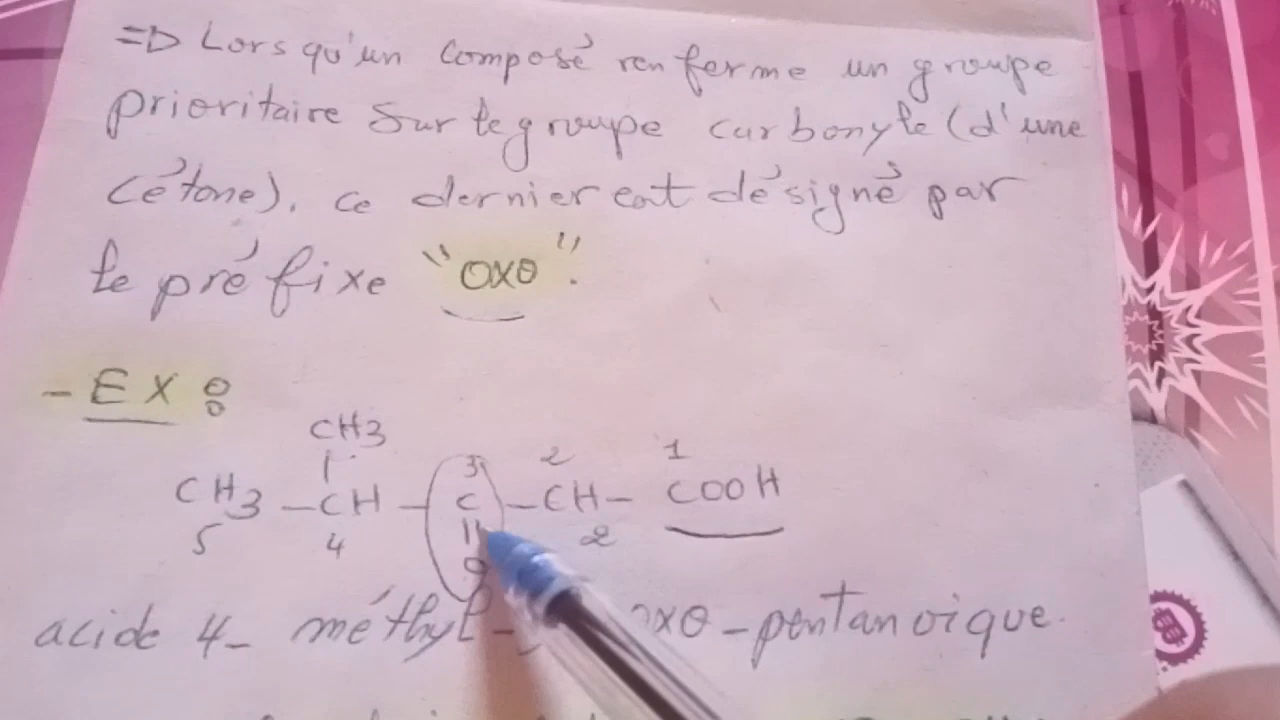 => Lorsqu'un composé renferme un groupe
prioritaire sur le groupe carbonyle (d'une
cétone), ce dernier est désigné par
le préfixe "oxo".
- EX :
CH3
3 2 1
CH3 - CH - C - CH - COOH
5 4 || 2
O
acide 4- méthyl - oxo - pentanoique.